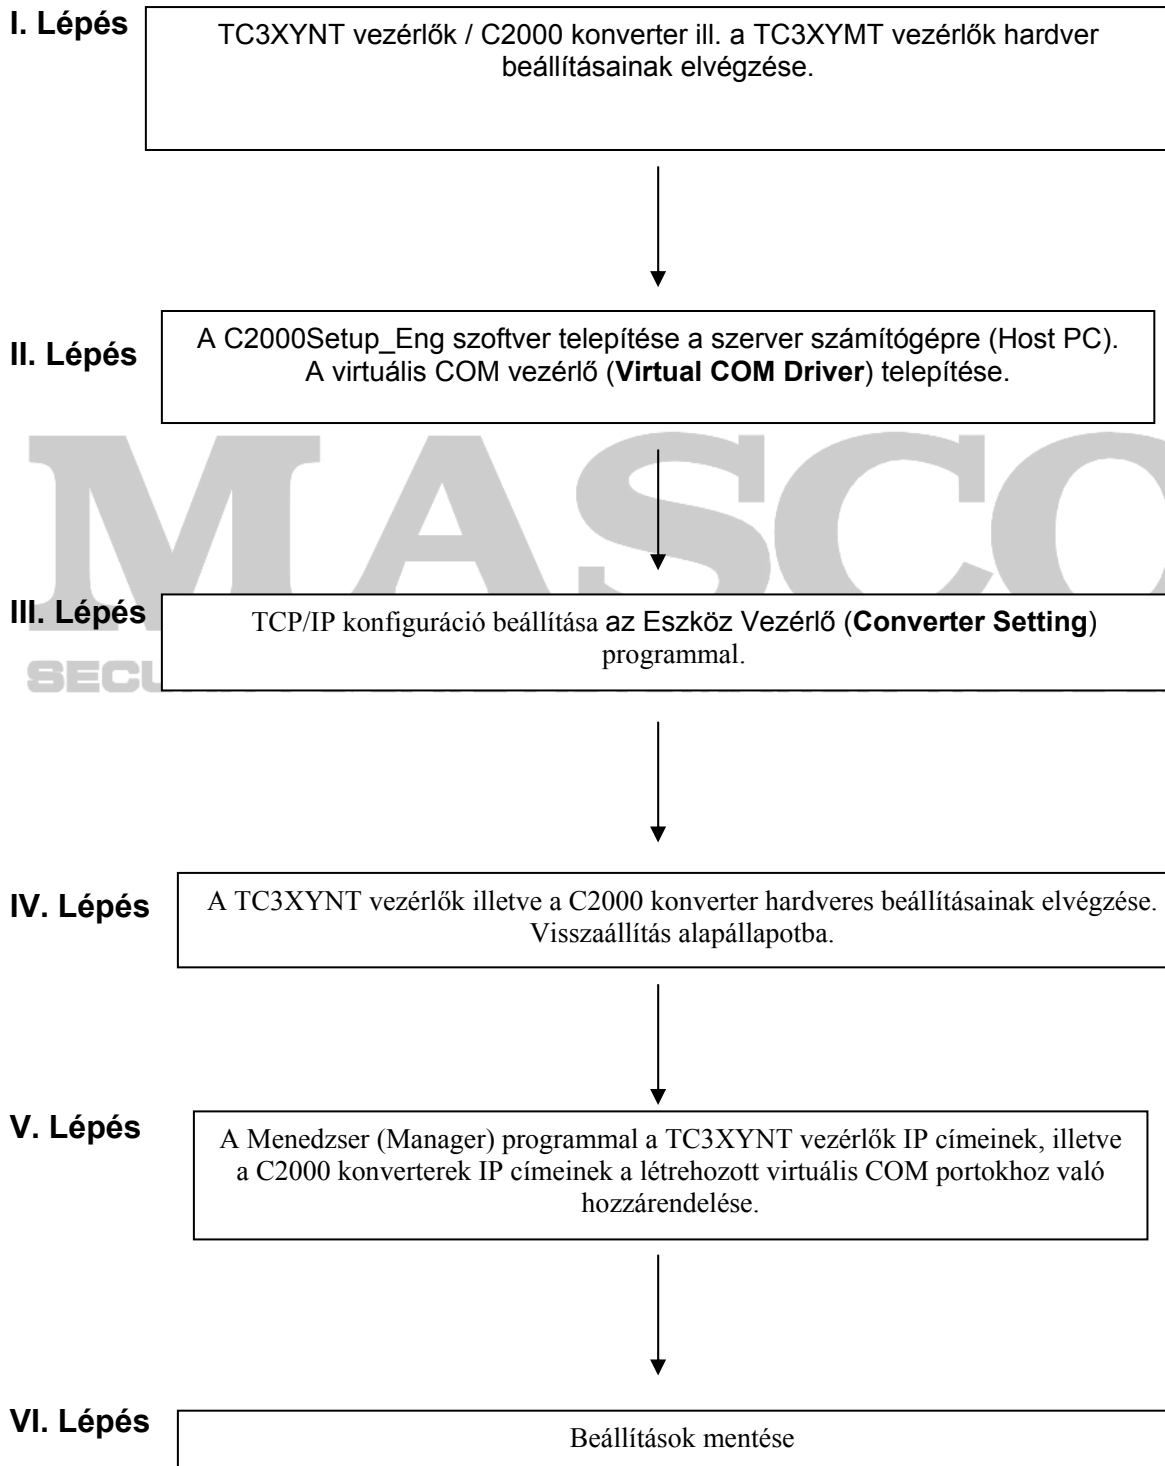 I. Lépés
TC3XYNT vezérlők / C2000 konverter ill. a TC3XYMT vezérlők hardver
beállításainak elvégzése.
II. Lépés
A C2000Setup_Eng szoftver telepítése a szerver számítógépre (Host PC).
A virtuális COM vezérlő (Virtual COM Driver) telepítése.
MASCO
III. Lépés
TCP/IP konfiguráció beállítása az Eszköz Vezérlő (Converter Setting)
programmal.
IV. Lépés
A TC3XYNT vezérlők illetve a C2000 konverter hardveres beállításainak elvégzése.
Visszaállítás alapállapotba.
V. Lépés
A Menedzser (Manager) programmal a TC3XYNT vezérlők IP címeinek, illetve
a C2000 konverterek IP címeinek a létrehozott virtuális COM portokhoz való
hozzárendelése.
VI. Lépés
Beállítások mentése